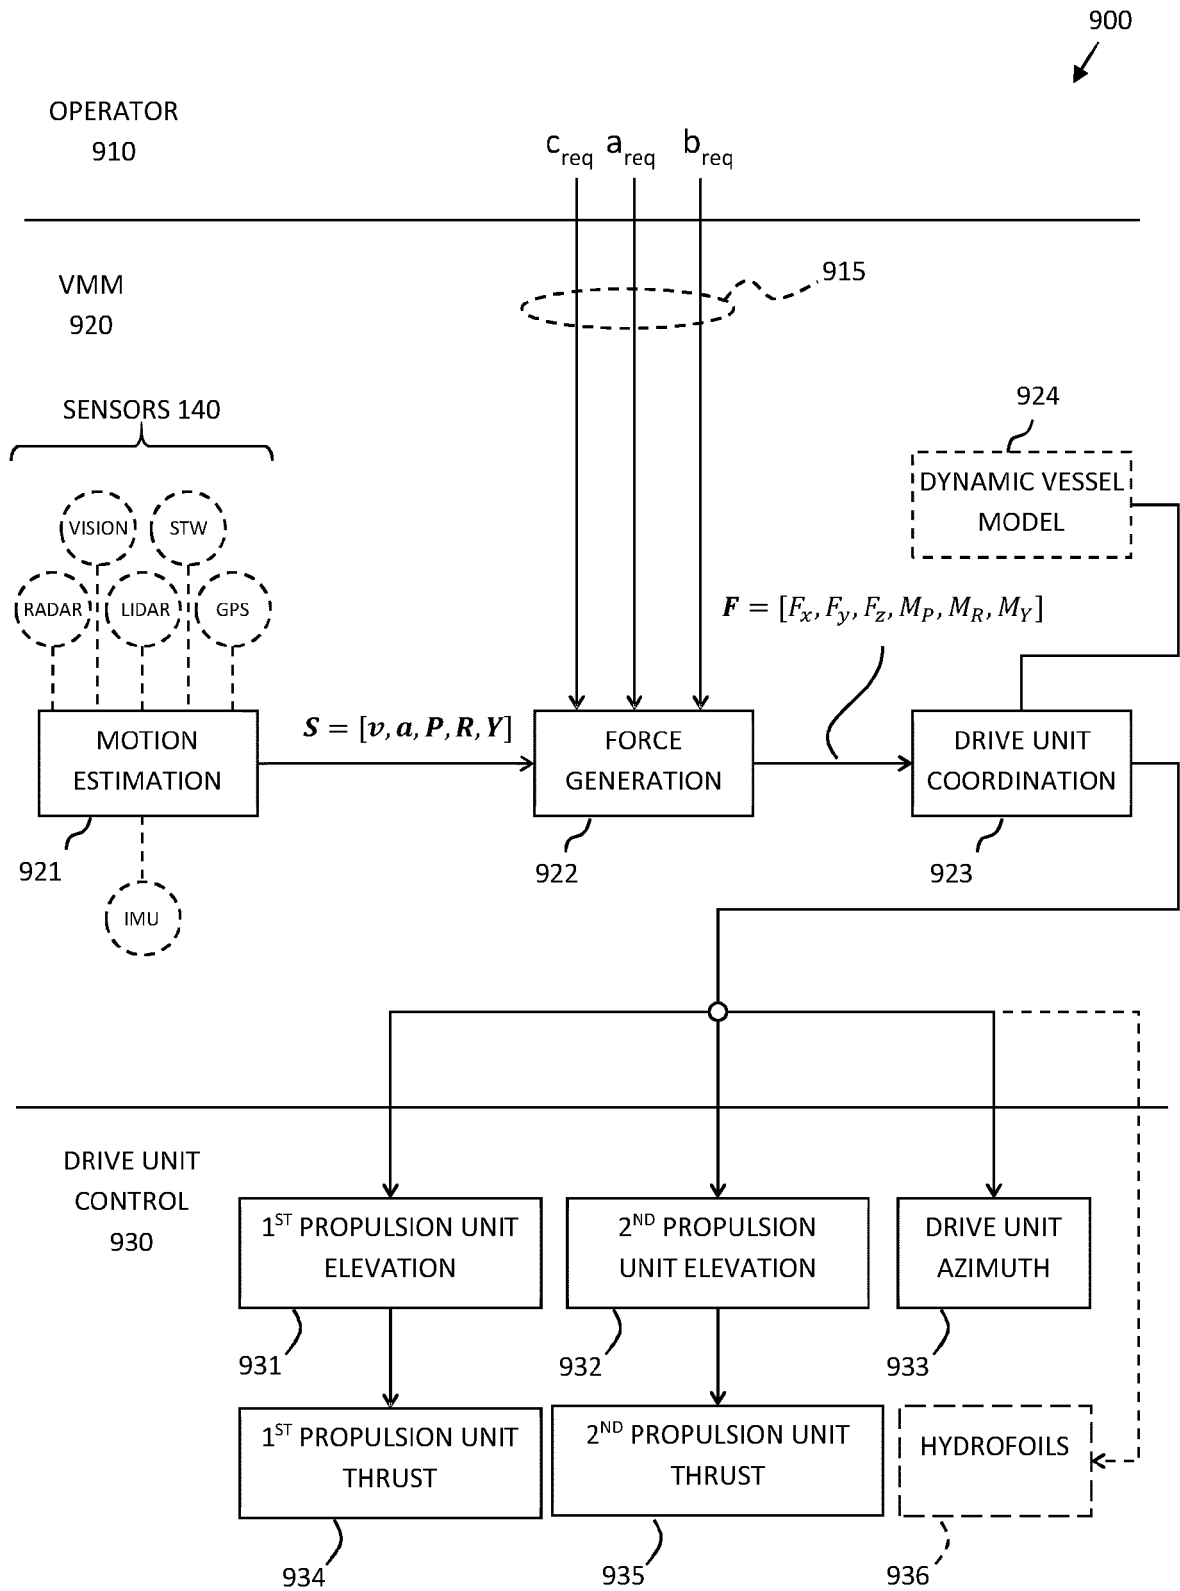 900
OPERATOR
910
c_req a_req b_req
VMM
920
915
SENSORS 140
924
DYNAMIC VESSEL
MODEL
VISION
STW
RADAR
LIDAR
GPS
F = [F_x, F_y, F_z, M_P, M_R, M_Y]
MOTION
ESTIMATION
S = [v, a, P, R, Y]
FORCE
GENERATION
DRIVE UNIT
COORDINATION
921
922
923
IMU
DRIVE UNIT
CONTROL
930
1ST PROPULSION UNIT
ELEVATION
2ND PROPULSION
UNIT ELEVATION
DRIVE UNIT
AZIMUTH
931
932
933
1ST PROPULSION UNIT
THRUST
2ND PROPULSION UNIT
THRUST
HYDROFOILS
934
935
936